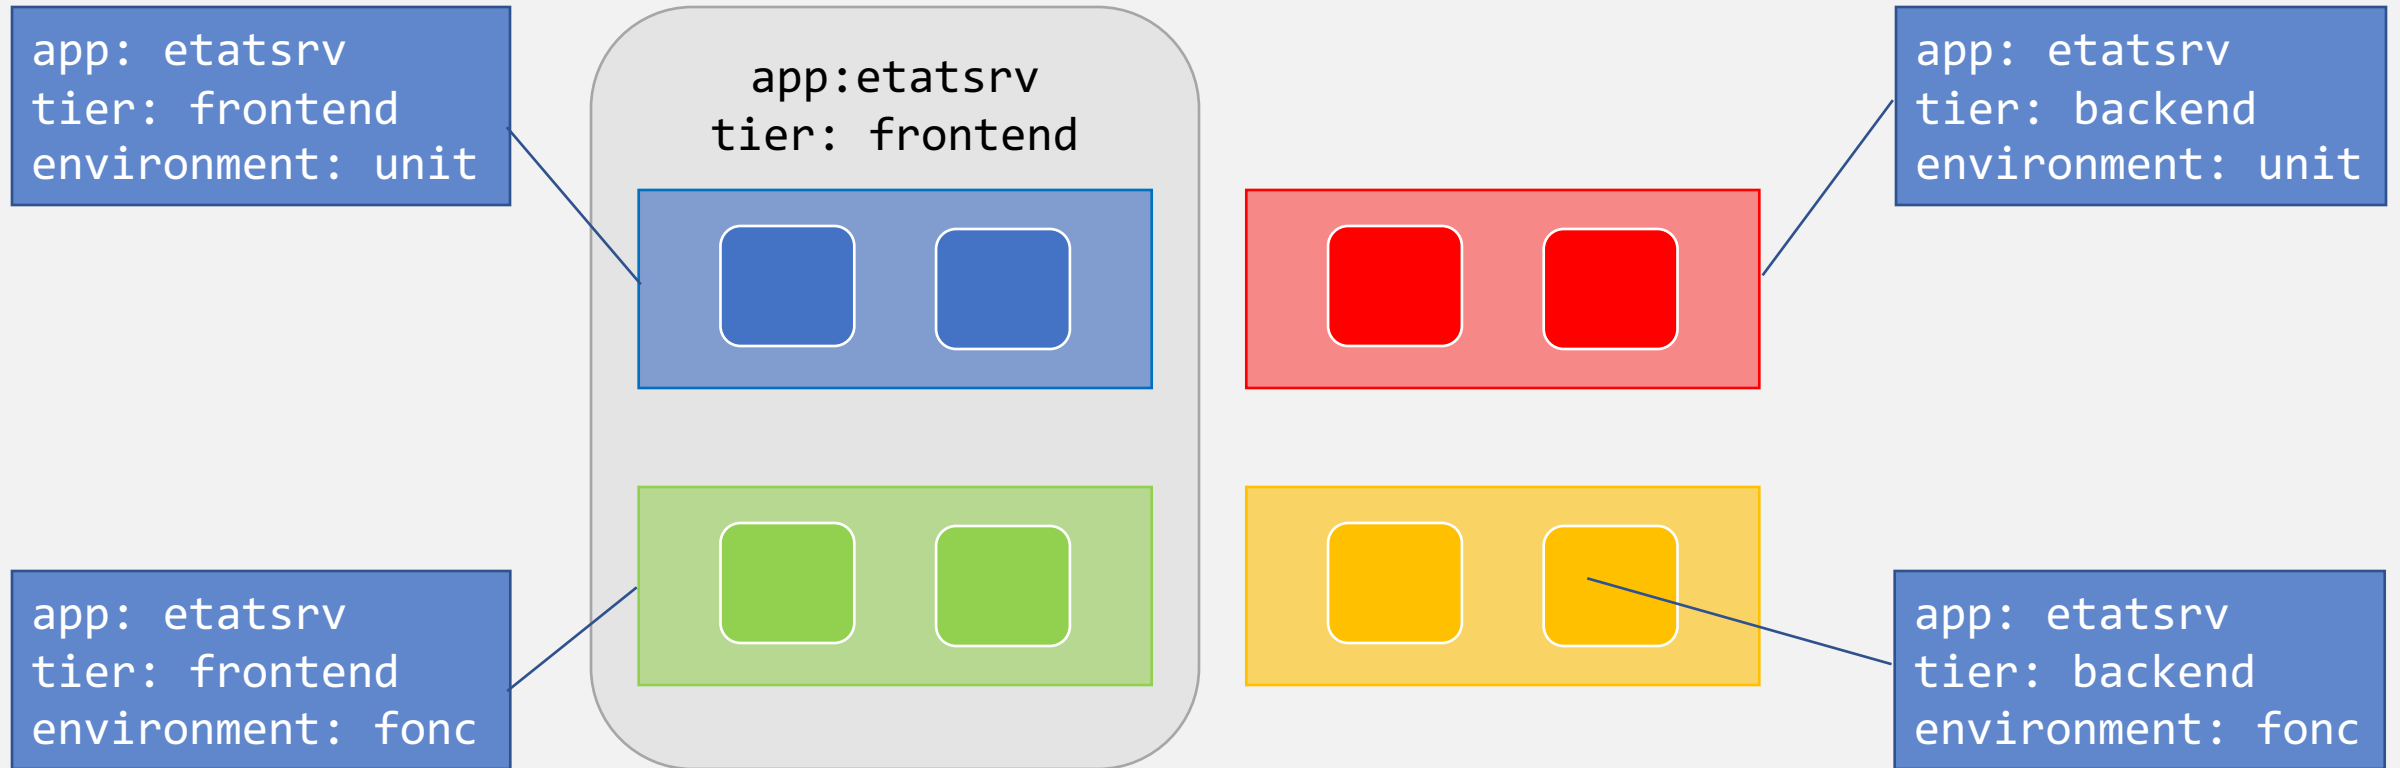 app: etatsrv
tier: frontend
environment: unit
app:etatsrv
tier: frontend
app: etatsrv
tier: backend
environment: unit
app: etatsrv
tier: frontend
environment: fonc
app: etatsrv
tier: backend
environment: fonc